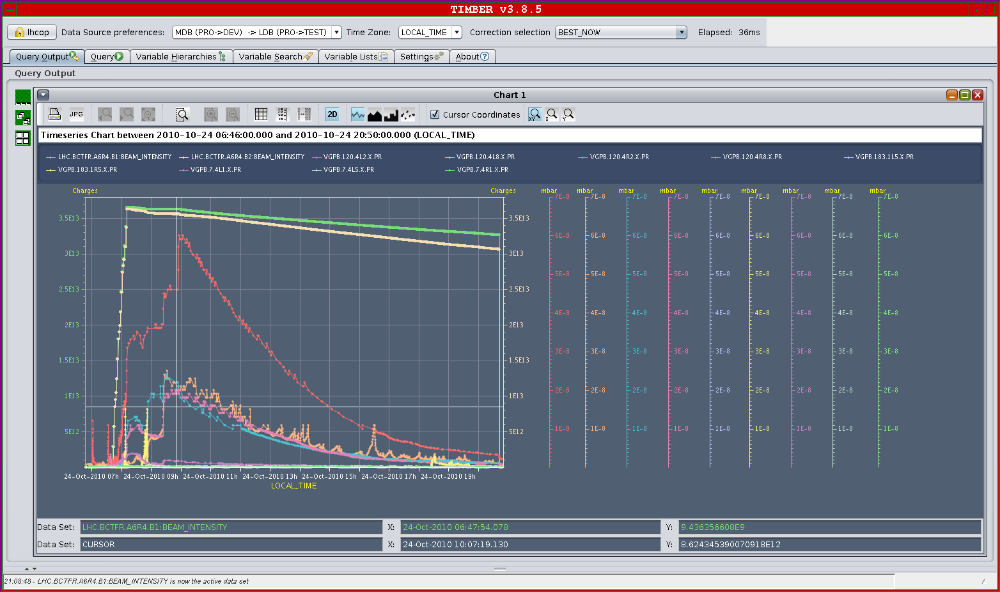 TIMBER v3.8.5
lhcop Data Source preferences: MDB (PRO->DEV) -> LDB (PRO->TEST) Time Zone: LOCAL_TIME Correction selection BEST_NOW Elapsed: 36ms
Query Output Query Variable Hierarchies Variable Search Variable Lists Settings About
Query Output
Chart 1
JPG 2D Cursor Coordinates XY X Y
Timeseries Chart between 2010-10-24 06:46:00.000 and 2010-10-24 20:50:00.000 (LOCAL_TIME)
LHC.BCTFR.A6R4.B1:BEAM_INTENSITY LHC.BCTFR.A6R4.B2:BEAM_INTENSITY VGPB.120.4L2.X.PR VGPB.120.4L8.X.PR VGPB.120.4R2.X.PR VGPB.120.4R8.X.PR VGPB.183.1L5.X.PR
VGPB.183.1R5.X.PR VGPB.7.4L1.X.PR VGPB.7.4L5.X.PR VGPB.7.4R1.X.PR
Charges Charges mbar mbar mbar mbar mbar mbar mbar mbar mbar
7E-8 7E-8 7E-8 7E-8 7E-8 7E-8 7E-8 7E-8 7E-8
3.5E13 3.5E13
6E-8 6E-8 6E-8 6E-8 6E-8 6E-8 6E-8 6E-8 6E-8
3E13 3E13
5E-8 5E-8 5E-8 5E-8 5E-8 5E-8 5E-8 5E-8 5E-8
2.5E13 2.5E13
4E-8 4E-8 4E-8 4E-8 4E-8 4E-8 4E-8 4E-8 4E-8
2E13 2E13
3E-8 3E-8 3E-8 3E-8 3E-8 3E-8 3E-8 3E-8 3E-8
1.5E13 1.5E13
2E-8 2E-8 2E-8 2E-8 2E-8 2E-8 2E-8 2E-8 2E-8
1E13 1E13
1E-8 1E-8 1E-8 1E-8 1E-8 1E-8 1E-8 1E-8 1E-8
5E12 5E12
24-Oct-2010 07h 24-Oct-2010 09h 24-Oct-2010 11h 24-Oct-2010 13h 24-Oct-2010 15h 24-Oct-2010 17h 24-Oct-2010 19h
LOCAL_TIME
Data Set: LHC.BCTFR.A6R4.B1:BEAM_INTENSITY X: 24-Oct-2010 06:47:54.078 Y: 9.436356608E9
Data Set: CURSOR X: 24-Oct-2010 10:07:19.130 Y: 8.624345390070918E12
21:08:48 - LHC.BCTFR.A6R4.B1:BEAM_INTENSITY is now the active data set /